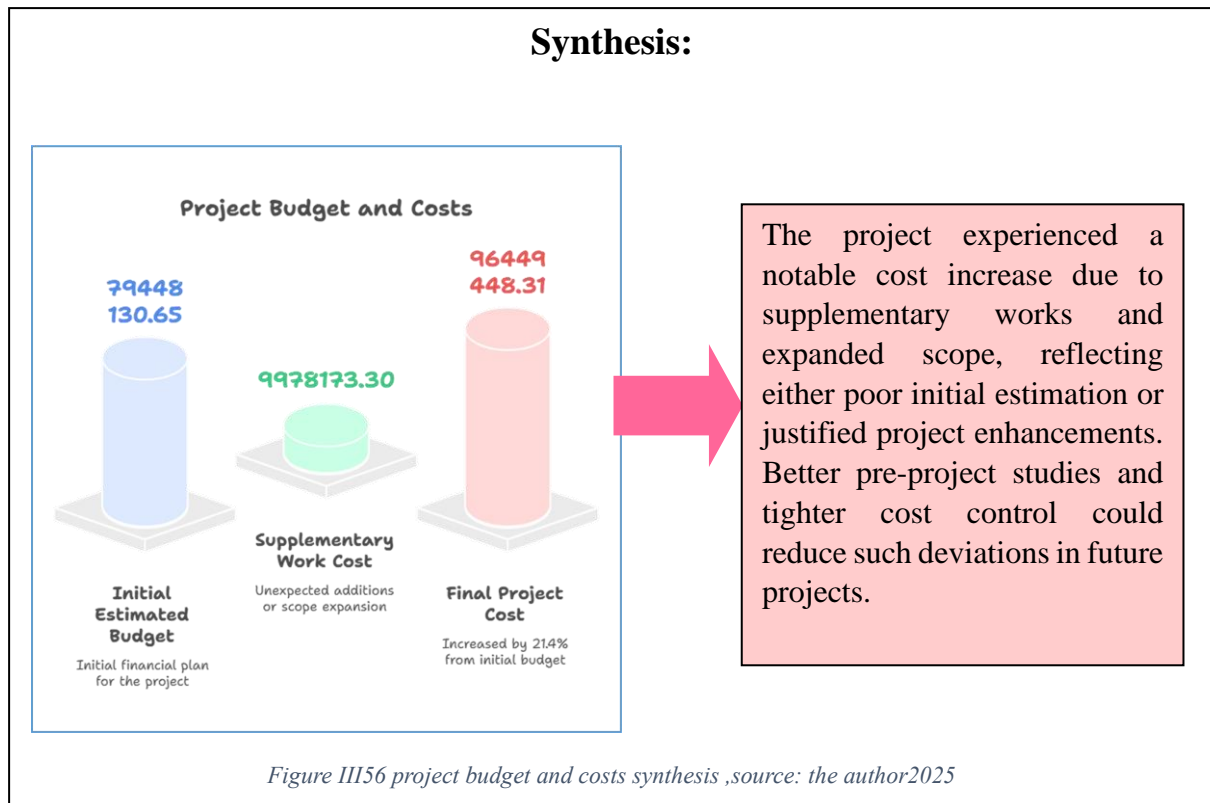 Synthesis:
Project Budget and Costs
79448
130.65
Initial
Estimated
Budget
Initial financial plan
for the project
9978173.30
Supplementary
Work Cost
Unexpected additions
or scope expansion
96449
448.31
Final Project
Cost
Increased by 21.4%
from initial budget
The project experienced a
notable cost increase due to
supplementary works and
expanded scope, reflecting
either poor initial estimation or
justified project enhancements.
Better pre-project studies and
tighter cost control could
reduce such deviations in future
projects.
Figure III56 project budget and costs synthesis ,source: the author2025